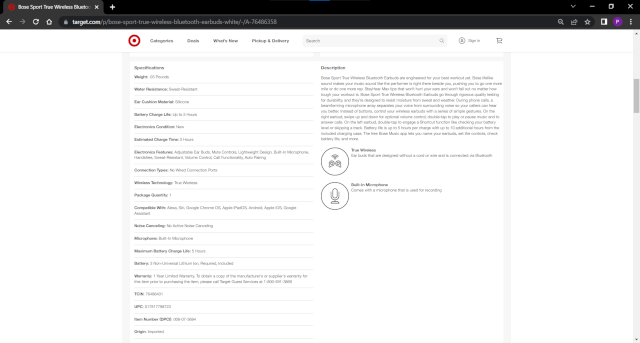 Bose Sport True Wireless Bluetoo
target.com/p/bose-sport-true-wireless-bluetooth-earbuds-white/-/A-76486358
P
Categories
Deals
What's New
Pickup & Delivery
Search
Sign in
Specifications
Weight: .03 Pounds
Water Resistance: Sweat Resistant
Ear Cushion Material: Silicone
Battery Charge Life: Up to 5 hours
Electronics Condition: New
Estimated Charge Time: 2 Hours
Electronics Features: Adjustable Ear Buds, Mute Controls, Lightweight Design, Built-In Microphone,
Handsfree, Sweat-Resistant, Volume Control, Call Functionality, Auto Pairing
Connection Types: No Wired Connection Ports
Wireless Technology: True Wireless
Package Quantity: 1
Compatible With: Alexa, Siri, Google Chrome OS, Apple iPadOS, Android, Apple iOS, Google
Assistant
Noise Canceling: No Active Noise Canceling
Microphone: Built-In Microphone
Maximum Battery Charge Life: 5 Hours
Battery: 3 Non-Universal Lithium Ion, Required, Included
Warranty: 1 Year Limited Warranty. To obtain a copy of the manufacturer's or supplier's warranty for
this item prior to purchasing the item, please call Target Guest Services at 1-800-591-3869
TCIN:
UPC:
Item Number (DPCI):
Origin: Imported
Description
Bose Sport True Wireless Bluetooth Earbuds are engineered for your best workout yet. Bose lifelike
sound makes your music sound like the performer is right there beside you, pushing you to go one more
mile or do one more rep. StayHear Max tips that won't hurt your ears and won't fall out no matter how
tough your workout is. Bose Sport True Wireless Bluetooth Earbuds go through rigorous quality testing
for durability, and they're designed to resist moisture from sweat and weather. During phone calls, a
beamforming microphone array separates your voice from surrounding noise so your callers can hear
you better. Instead of buttons, control your wireless earbuds with a series of simple gestures. On the
right earbud, swipe up and down for optional volume control, double-tap to play or pause music and to
answer calls. On the left earbud, double-tap to engage a Shortcut function like checking your battery
level or skipping a track. Battery life is up to 5 hours per charge with up to 10 additional hours from the
included charging case. The free Bose Music app lets you name your earbuds, set the controls, check
battery life, and more.
True Wireless
Ear buds that are designed without a cord or wire and is connected via Bluetooth
Built-In Microphone
Comes with a microphone that is used for recording